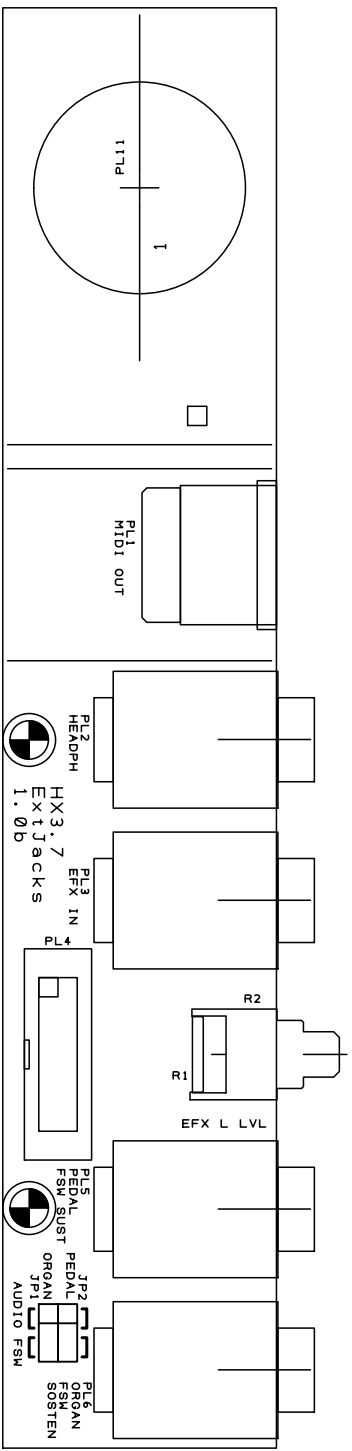 PL11
1
PL1
MIDI OUT
PL2
HEADPH
HX3.7
ExtJacks
1.0b
PL3
EFX IN
PL4
R2
R1
EFX L LVL
PL5
PEDAL
FSW SUST
JP2
PEDAL
ORGAN
JP1
AUDIO FSW
PL6
ORGAN
FSW
SOSTEN